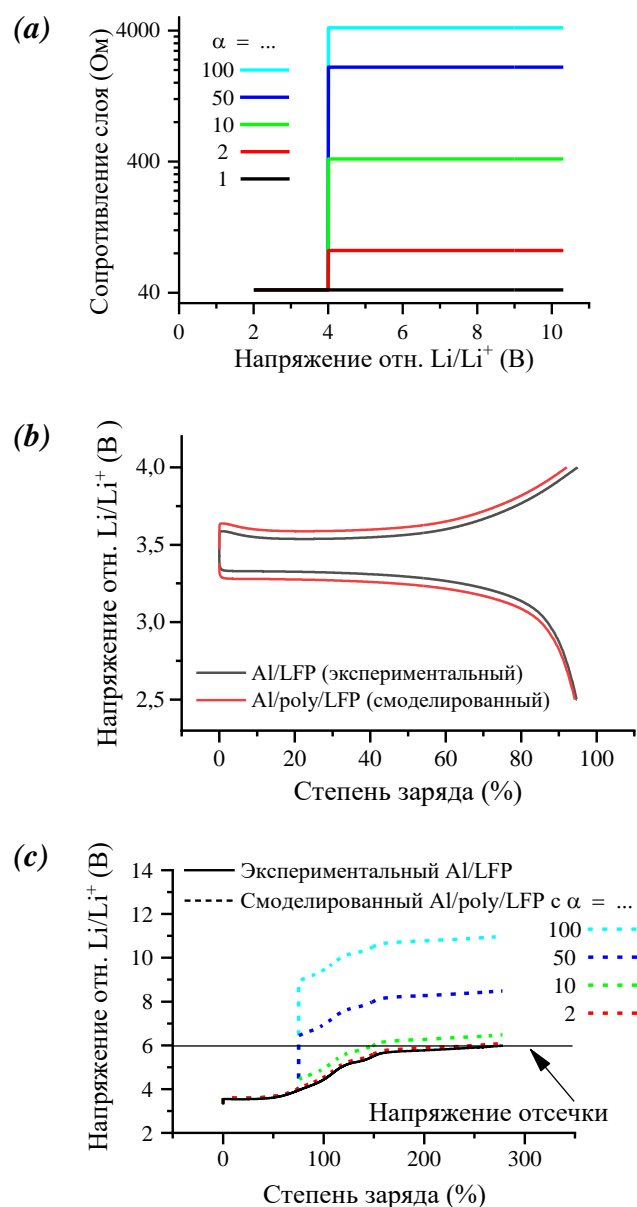 (a)
Сопротивление слоя (Ом)
4000
400
40
α = ...
100
50
10
2
1
0 2 4 6 8 10
Напряжение отн. Li/Li⁺ (В)
(b)
Напряжение отн. Li/Li⁺ (В )
4,0
3,5
3,0
2,5
Al/LFP (экспериментальный)
Al/poly/LFP (смоделированный)
0 20 40 60 80 100
Степень заряда (%)
(c)
Напряжение отн. Li/Li⁺ (В)
14
12
10
8
6
4
2
Экспериментальный Al/LFP
Смоделированный Al/poly/LFP с α = ...
100
50
10
2
Напряжение отсечки
0 100 200 300
Степень заряда (%)